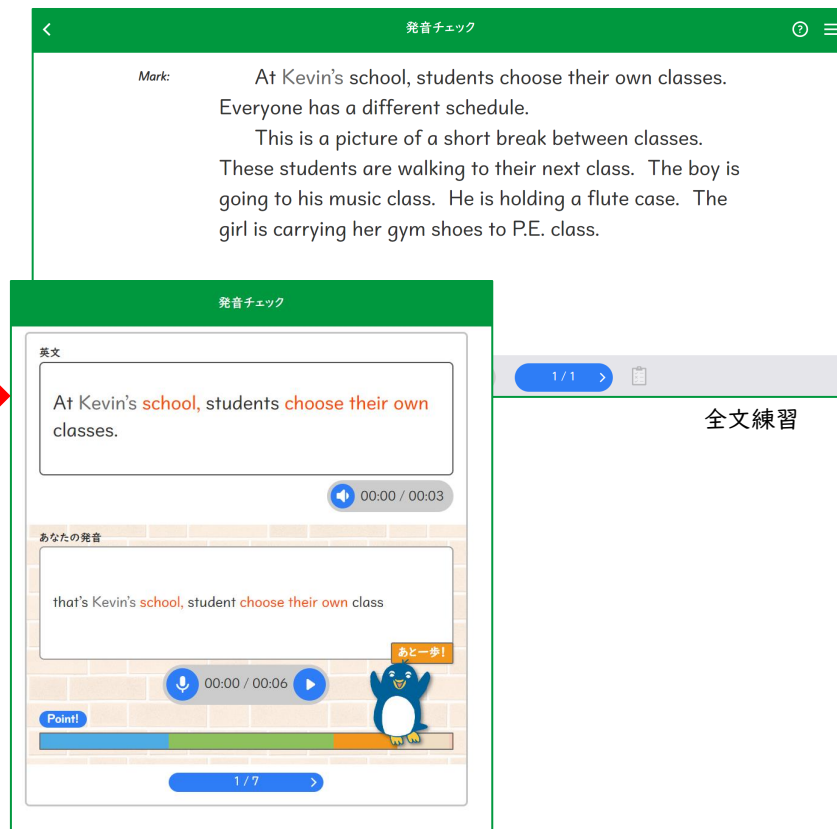 発音チェック
Mark: At Kevin's school, students choose their own classes.
Everyone has a different schedule.
This is a picture of a short break between classes.
These students are walking to their next class. The boy is
going to his music class. He is holding a flute case. The
girl is carrying her gym shoes to P.E. class.
1 / 1
全文練習
発音チェック
英文
At Kevin's school, students choose their own
classes.
00:00 / 00:03
あなたの発音
that's Kevin's school, student choose their own class
あと一歩!
00:00 / 00:06
Point!
1 / 7